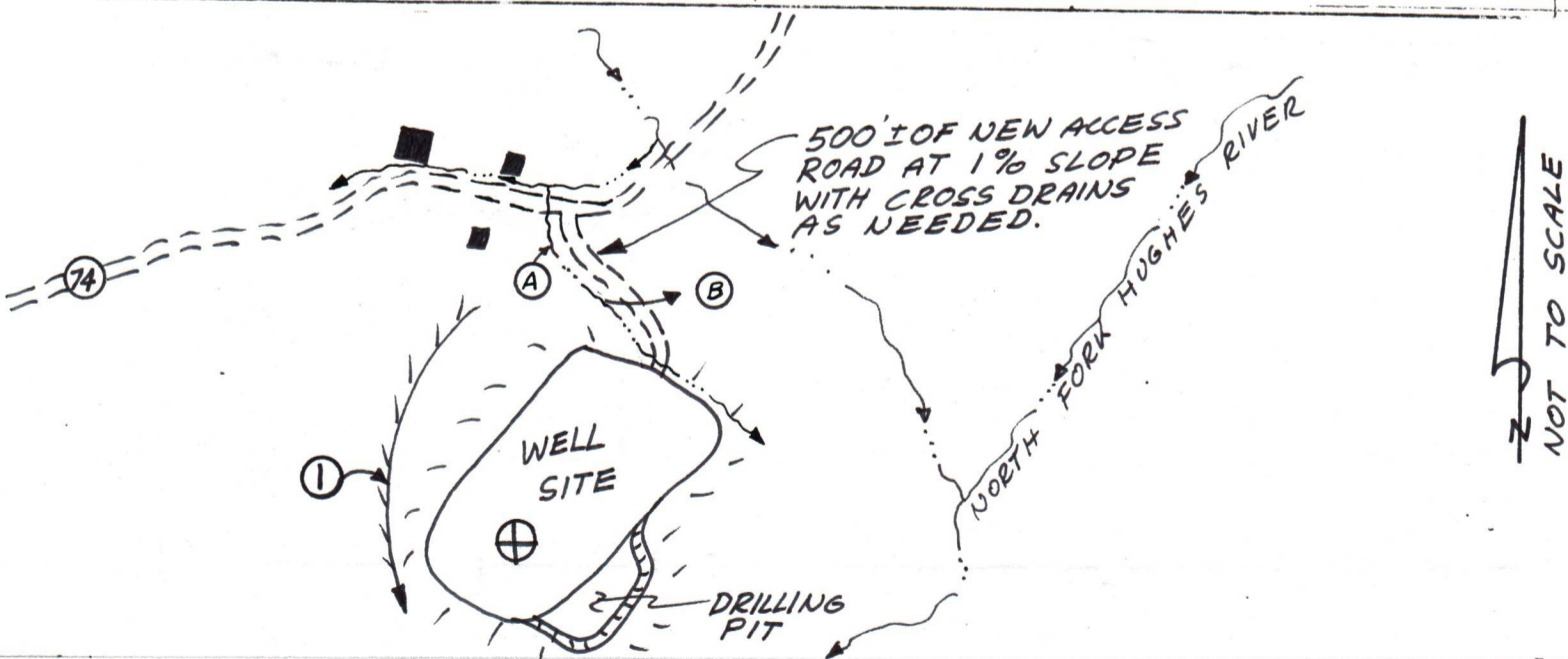 500'± OF NEW ACCESS
ROAD AT 1% SLOPE
WITH CROSS DRAINS
AS NEEDED.
NORTH FORK HUGHES RIVER
74
A
B
1
WELL
SITE
DRILLING
PIT
Z
NOT TO SCALE